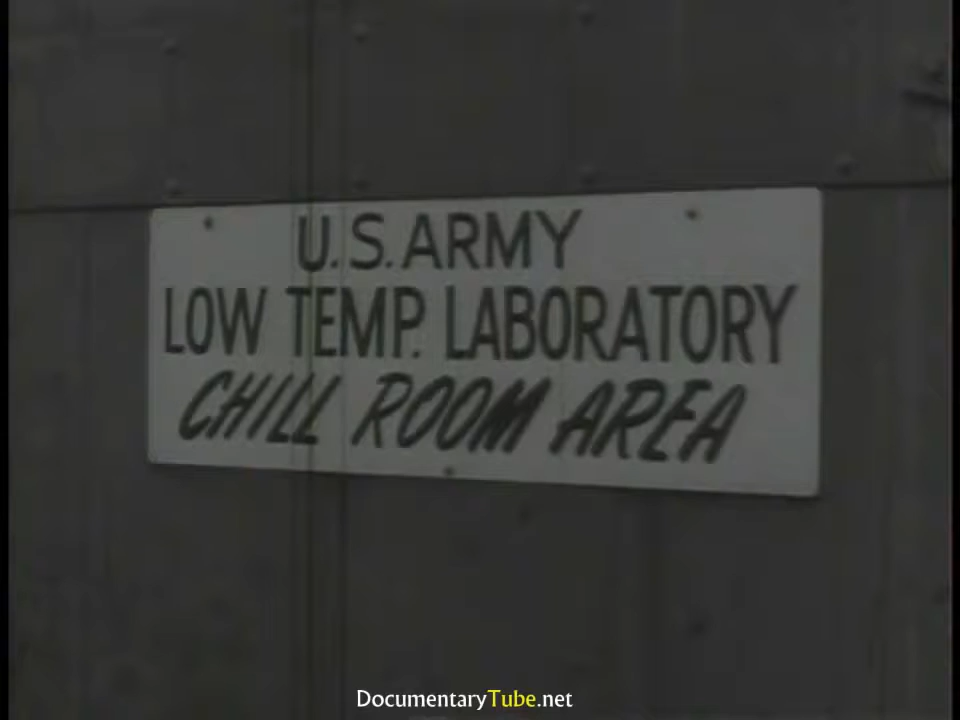 U.S. ARMY
LOW TEMP. LABORATORY
CHILL ROOM AREA
DocumentaryTube.net